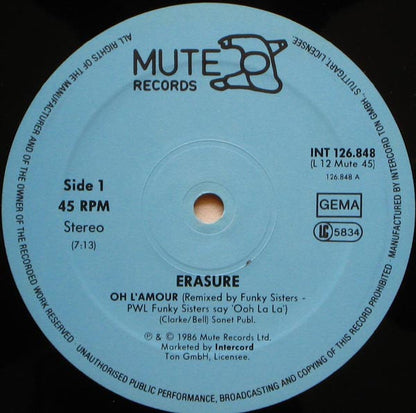 MUTE
RECORDS
INT 126.848
(L 12 Mute 45)
126.848 A
Side 1
45 RPM
Stereo
(7:13)
GEMA
LC 5834
ERASURE
OH L'AMOUR (Remixed by Funky Sisters -
PWL Funky Sisters say 'Ooh La La')
(Clarke/Bell) Sonet Publ.
℗ & © 1986 Mute Records Ltd.
Marketed by Intercord
Ton GmbH, Licensee.
ALL RIGHTS OF THE MANUFACTURER AND OF THE OWNER OF THE RECORDED WORK RESERVED. UNAUTHORISED PUBLIC PERFORMANCE, BROADCASTING AND COPYING OF THIS RECORD PROHIBITED · MANUFACTURED BY INTERCORD TON GMBH., STUTTGART, LICENSEE.